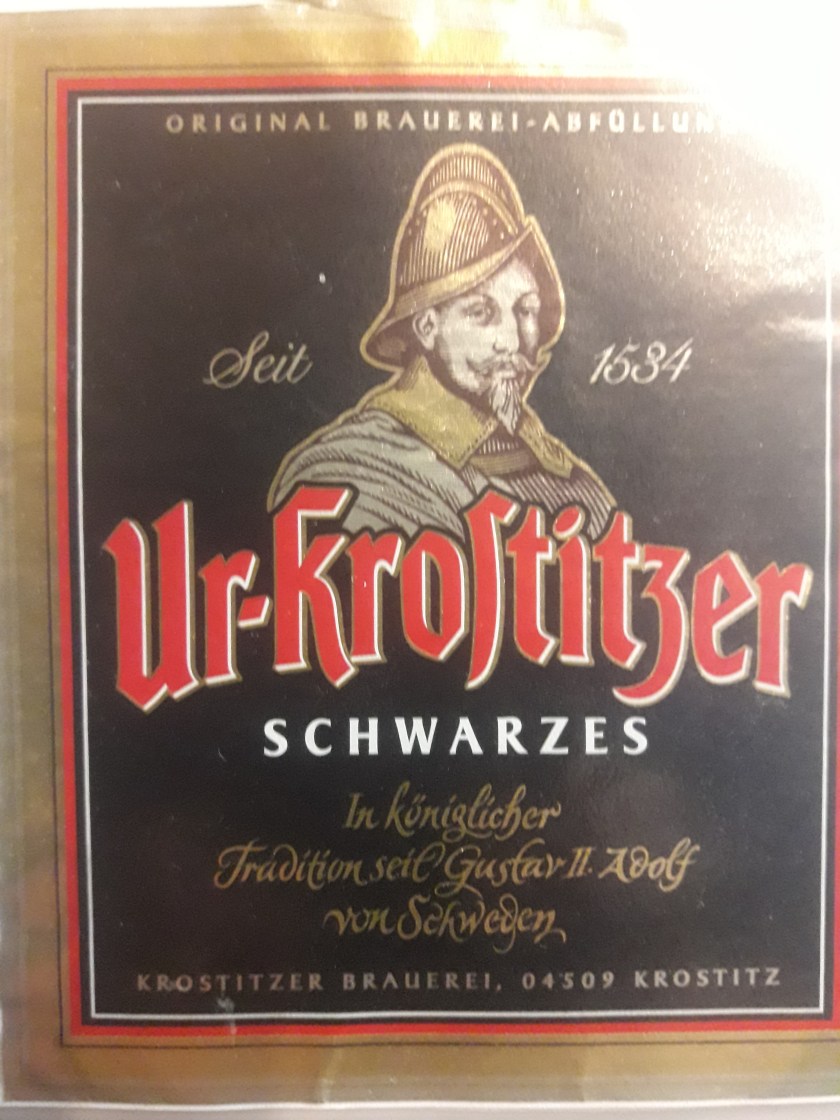 ORIGINAL BRAUEREI-ABFÜLLUN
Seit 1534
Ur-Kroſtitzer
SCHWARZES
In königlicher
Tradition seit Gustav II. Adolf
von Schweden
KROSTITZER BRAUEREI, 04509 KROSTITZ